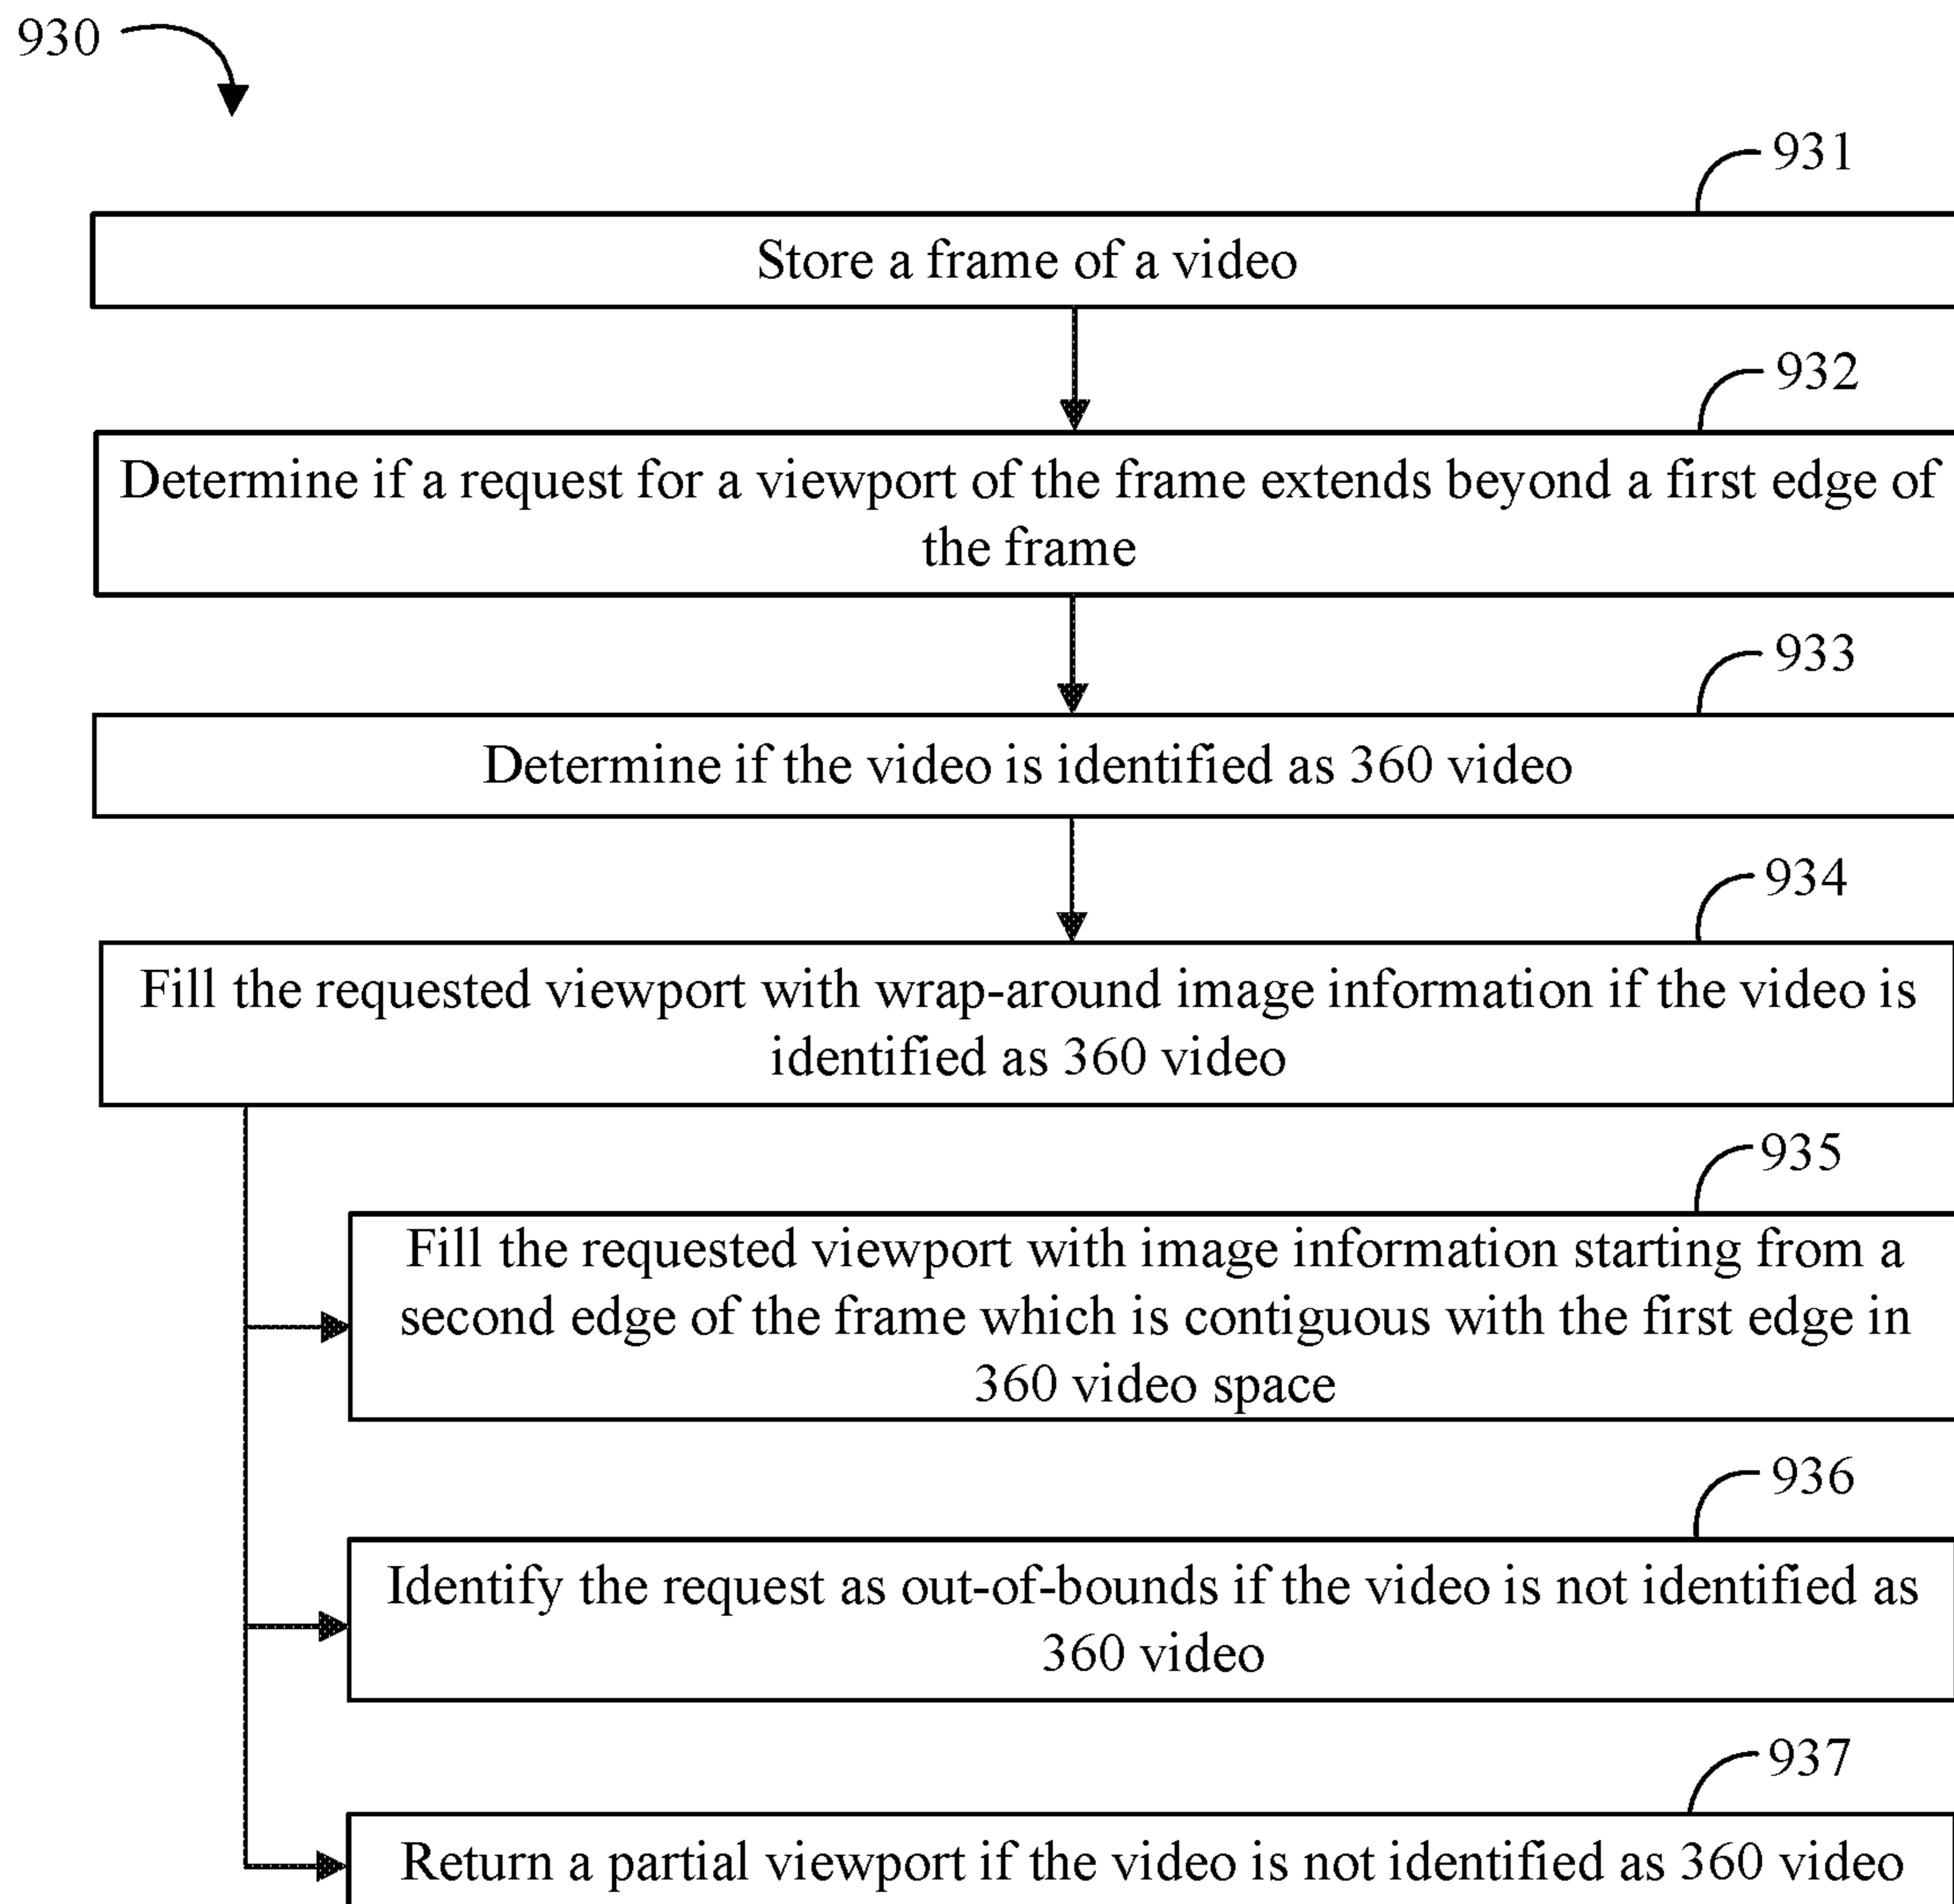 930
931
Store a frame of a video
932
Determine if a request for a viewport of the frame extends beyond a first edge of
the frame
933
Determine if the video is identified as 360 video
934
Fill the requested viewport with wrap-around image information if the video is
identified as 360 video
935
Fill the requested viewport with image information starting from a
second edge of the frame which is contiguous with the first edge in
360 video space
936
Identify the request as out-of-bounds if the video is not identified as
360 video
937
Return a partial viewport if the video is not identified as 360 video